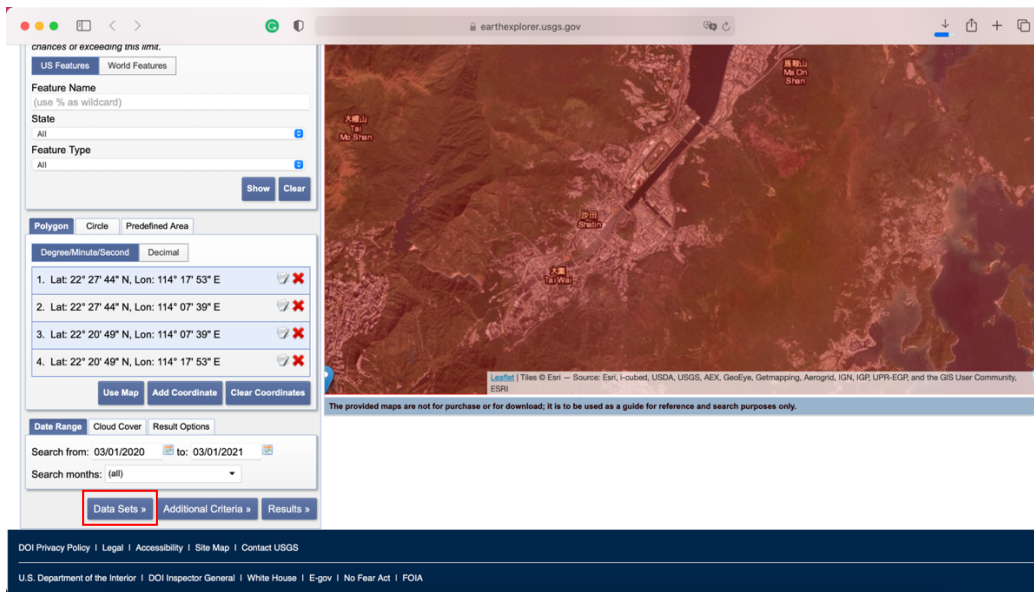 earthexplorer.usgs.gov
chances of exceeding this limit.
US Features World Features
Feature Name
(use % as wildcard)
State
All
Feature Type
All
Show Clear
Polygon Circle Predefined Area
Degree/Minute/Second Decimal
1. Lat: 22° 27' 44" N, Lon: 114° 17' 53" E
2. Lat: 22° 27' 44" N, Lon: 114° 07' 39" E
3. Lat: 22° 20' 49" N, Lon: 114° 07' 39" E
4. Lat: 22° 20' 49" N, Lon: 114° 17' 53" E
Use Map Add Coordinate Clear Coordinates
Date Range Cloud Cover Result Options
Search from: 03/01/2020 to: 03/01/2021
Search months: (all)
Data Sets » Additional Criteria » Results »
馬鞍山
Ma On
Shan
大帽山
Tai
Mo Shan
沙田
Shatin
大圍
Tai Wai
Leaflet | Tiles © Esri — Source: Esri, i-cubed, USDA, USGS, AEX, GeoEye, Getmapping, Aerogrid, IGN, IGP, UPR-EGP, and the GIS User Community,
ESRI
The provided maps are not for purchase or for download; it is to be used as a guide for reference and search purposes only.
DOI Privacy Policy | Legal | Accessibility | Site Map | Contact USGS
U.S. Department of the Interior | DOI Inspector General | White House | E-gov | No Fear Act | FOIA